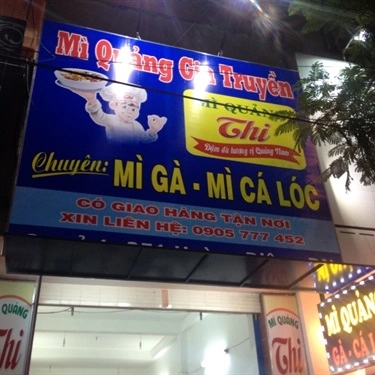 Mì Quảng Gia Truyền
MÌ QUẢNG
Thi
Đậm đà hương vị Quảng Nam
Chuyên: MÌ GÀ - MÌ CÁ LÓC
CÓ GIAO HÀNG TẬN NƠI
XIN LIÊN HỆ: 0905 777 452
MÌ QUẢNG
Thi
MÌ QUẢNG
Thi
MÌ QUẢNG
GÀ - CÁ